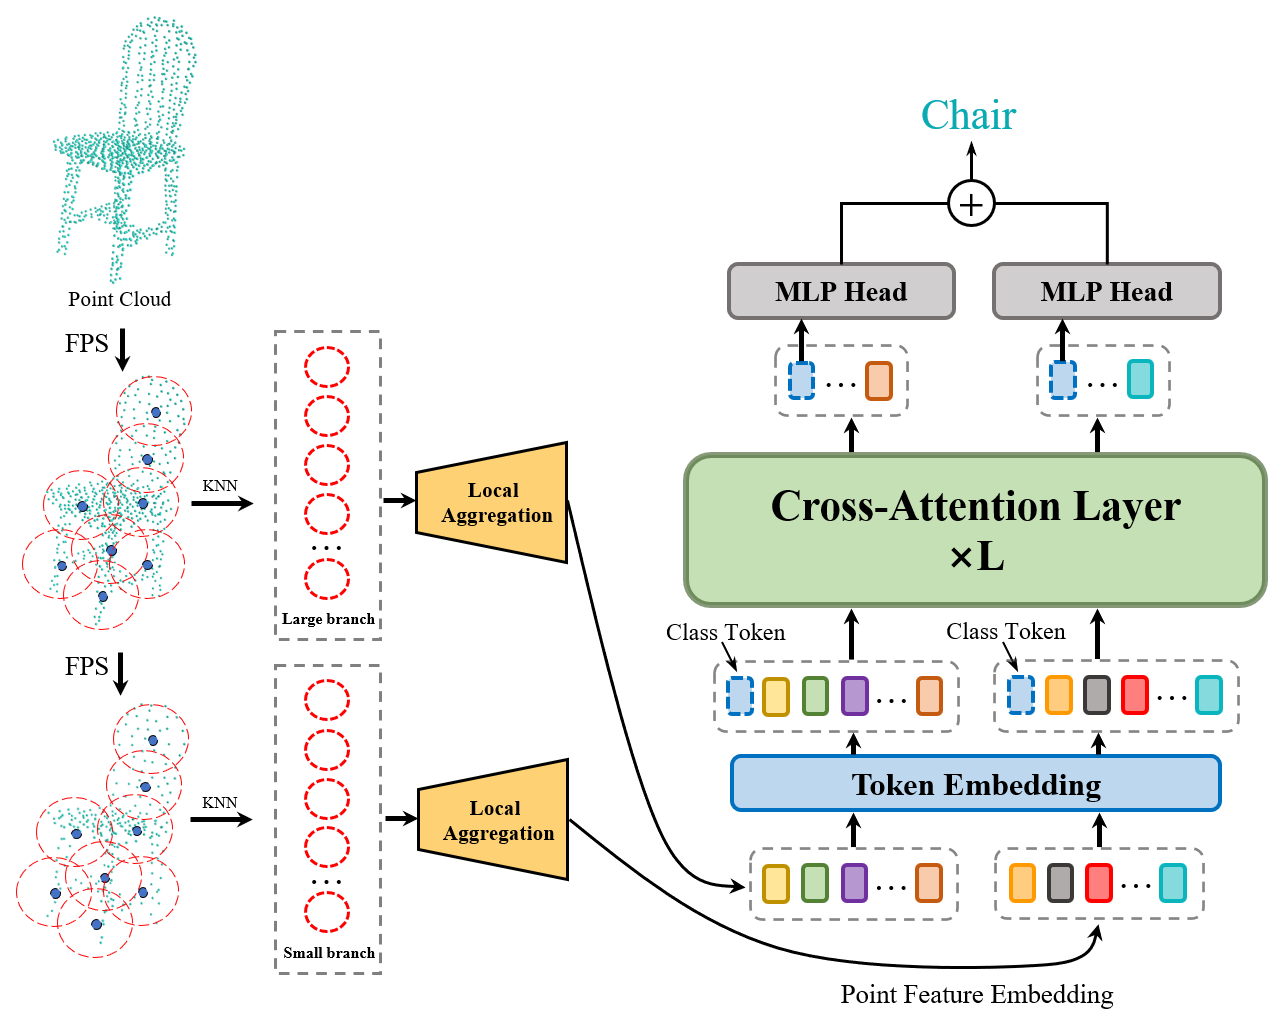 Point Cloud
FPS
KNN
Large branch
Local
Aggregation
FPS
KNN
Small branch
Local
Aggregation
Chair
+
MLP Head
MLP Head
...
...
Cross-Attention Layer
×L
Class Token
Class Token
...
...
Token Embedding
...
...
Point Feature Embedding